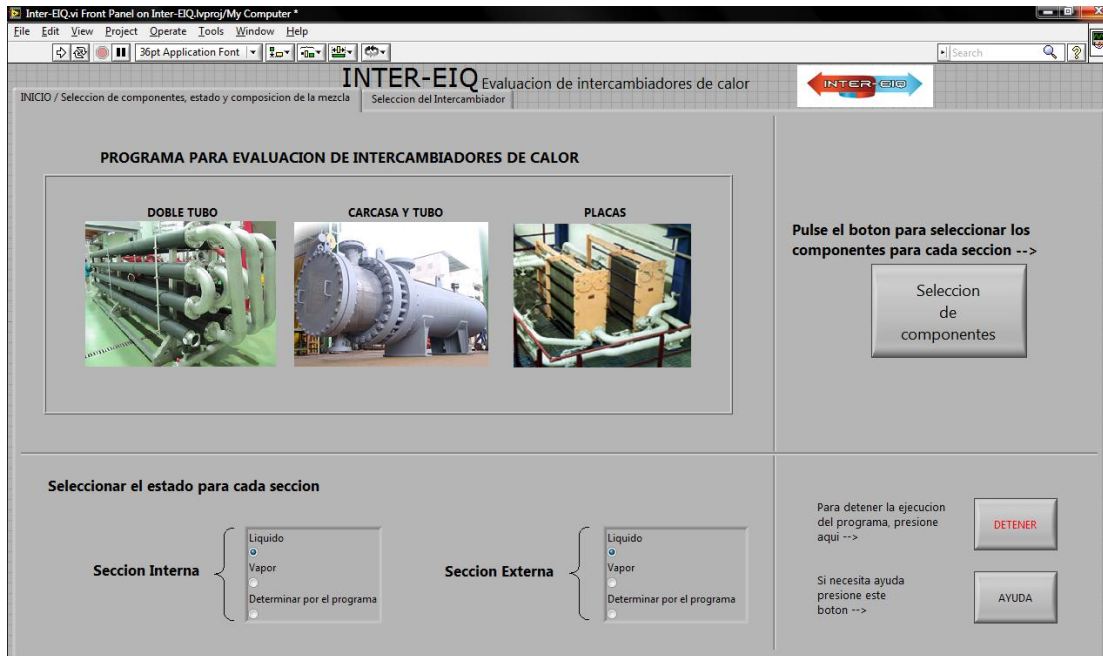 Inter-EIQ.vi Front Panel on Inter-EIQ.lvproj/My Computer *
File Edit View Project Operate Tools Window Help
36pt Application Font
Search
INTER-EIQ Evaluacion de intercambiadores de calor
INTER-EIQ
INICIO / Seleccion de componentes, estado y composicion de la mezcla
Seleccion del Intercambiador
PROGRAMA PARA EVALUACION DE INTERCAMBIADORES DE CALOR
DOBLE TUBO
CARCASA Y TUBO
PLACAS
Pulse el boton para seleccionar los
componentes para cada seccion -->
Seleccion
de
componentes
Seleccionar el estado para cada seccion
Seccion Interna
Liquido
Vapor
Determinar por el programa
Seccion Externa
Liquido
Vapor
Determinar por el programa
Para detener la ejecucion
del programa, presione
aqui -->
DETENER
Si necesita ayuda
presione este
boton -->
AYUDA